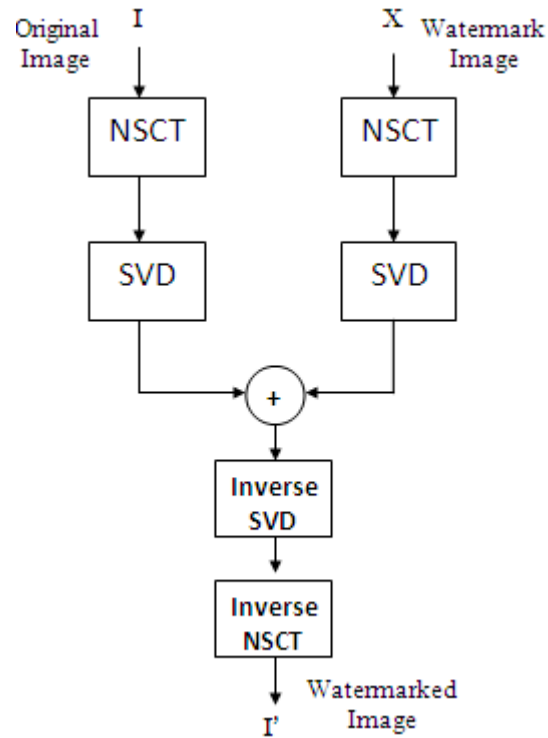 Original Image
I
X
Watermark Image
NSCT
NSCT
SVD
SVD
+
Inverse
SVD
Inverse
NSCT
Watermarked
Image
I'